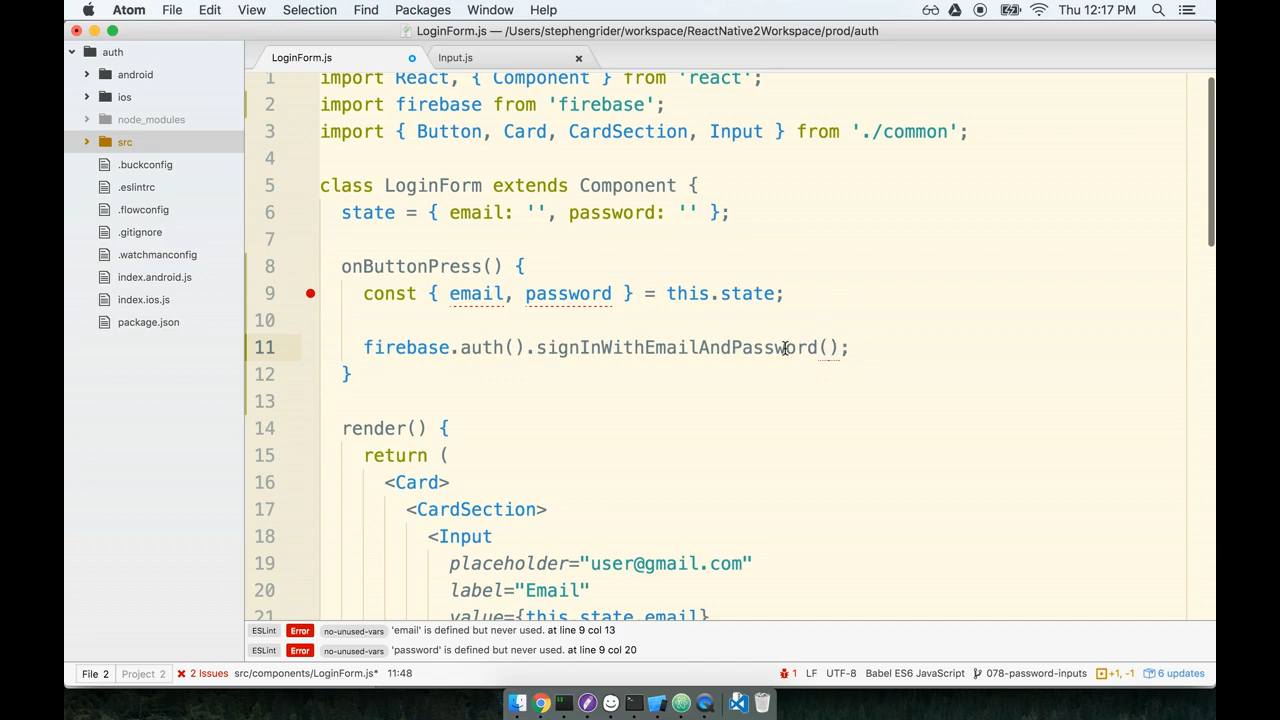 Atom File Edit View Selection Find Packages Window Help Thu 12:17 PM
LoginForm.js — /Users/stephengrider/workspace/ReactNative2Workspace/prod/auth
auth
android
ios
node_modules
src
.buckconfig
.eslintrc
.flowconfig
.gitignore
.watchmanconfig
index.android.js
index.ios.js
package.json
LoginForm.js Input.js
1 import React, { Component } from 'react';
2 import firebase from 'firebase';
3 import { Button, Card, CardSection, Input } from './common';
4
5 class LoginForm extends Component {
6 state = { email: '', password: '' };
7
8 onButtonPress() {
9 const { email, password } = this.state;
10
11 firebase.auth().signInWithEmailAndPassword();
12 }
13
14 render() {
15 return (
16 <Card>
17 <CardSection>
18 <Input
19 placeholder="user@gmail.com"
20 label="Email"
21 value={this.state.email}
ESLint Error no-unused-vars 'email' is defined but never used. at line 9 col 13
ESLint Error no-unused-vars 'password' is defined but never used. at line 9 col 20
File 2 Project 2 2 Issues src/components/LoginForm.js* 11:48 1 LF UTF-8 Babel ES6 JavaScript 078-password-inputs +1, -1 6 updates